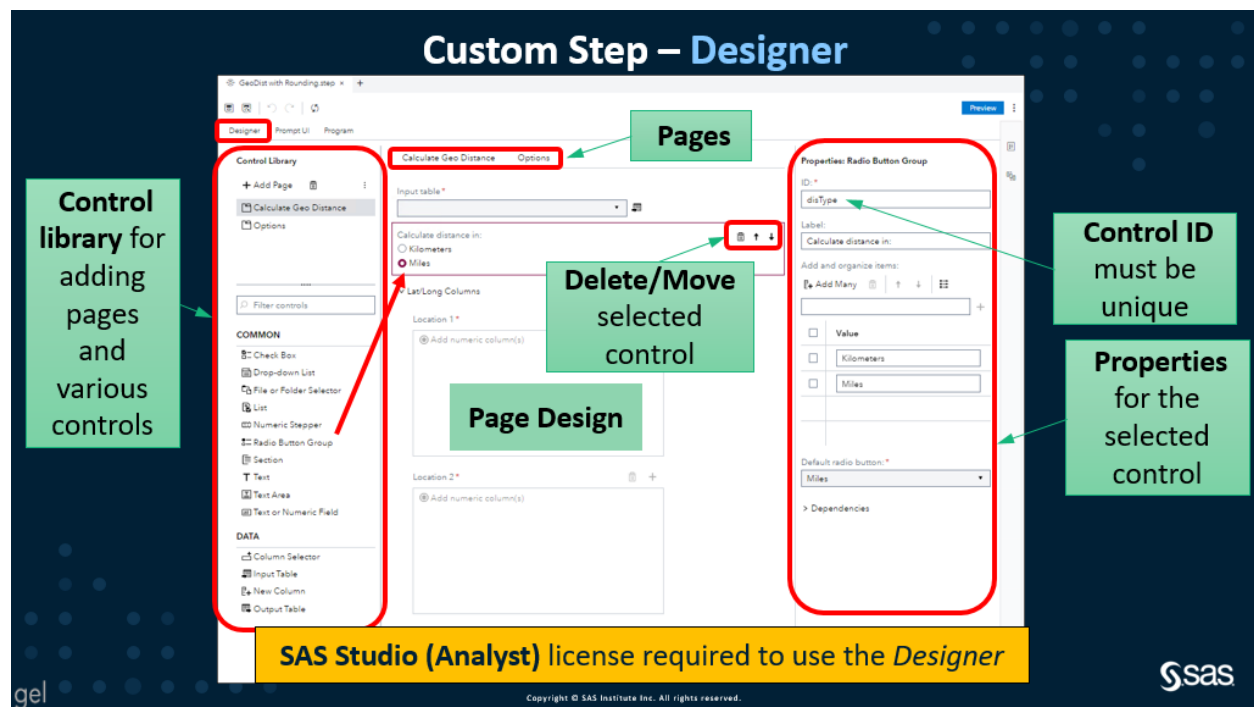 Custom Step – Designer
GeoDist with Rounding.step × +
Preview
Designer Prompt UI Program
Control Library
+ Add Page
Calculate Geo Distance
Options
Filter controls
COMMON
Check Box
Drop-down List
File or Folder Selector
List
Numeric Stepper
Radio Button Group
Section
Text
Text Area
Text or Numeric Field
DATA
Column Selector
Input Table
New Column
Output Table
Calculate Geo Distance Options
Input table *
Calculate distance in:
Kilometers
Miles
Lat/Long Columns
Location 1 *
Add numeric column(s)
Location 2 *
Add numeric column(s)
Properties: Radio Button Group
ID: *
disType
Label:
Calculate distance in:
Add and organize items:
Add Many
Value
Kilometers
Miles
Default radio button: *
Miles
> Dependencies
Pages
Control
library for
adding
pages
and
various
controls
Delete/Move
selected
control
Page Design
Control ID
must be
unique
Properties
for the
selected
control
SAS Studio (Analyst) license required to use the Designer
gel
Copyright © SAS Institute Inc. All rights reserved.
sas